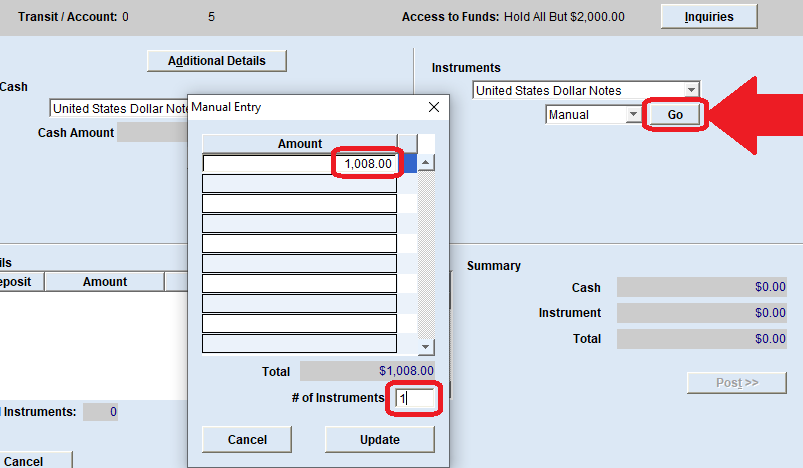 Transit / Account: 0 5 Access to Funds: Hold All But $2,000.00 Inquiries
Additional Details
Instruments
Cash
United States Dollar Notes
United States Dollar Note
Manual Entry
Manual Go
Cash Amount
Amount
1,008.00
ils
eposit Amount
Summary
Cash $0.00
Instrument $0.00
Total $0.00
Total $1,008.00
Post >>
# of Instruments 1
Instruments: 0
Cancel Update
Cancel